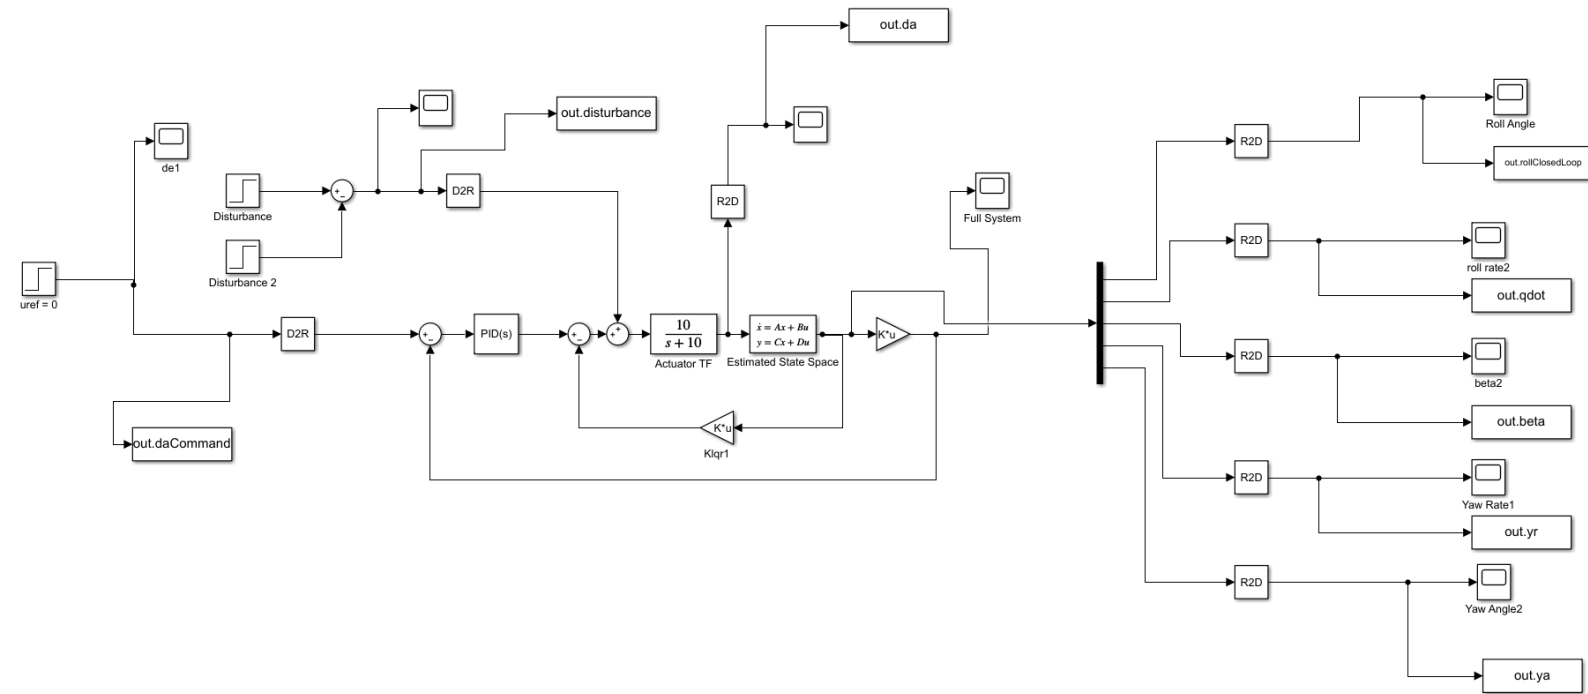 out.da
out.disturbance
de1
Disturbance
+
−
D2R
Disturbance 2
uref = 0
R2D
Full System
D2R
+
−
PID(s)
+
−
+
+
10
s + 10
Actuator TF
ẋ = Ax + Bu
y = Cx + Du
Estimated State Space
K*u
K*u
Klqr1
out.daCommand
R2D
Roll Angle
out.rollClosedLoop
R2D
roll rate2
out.qdot
R2D
beta2
out.beta
R2D
Yaw Rate1
out.yr
R2D
Yaw Angle2
out.ya